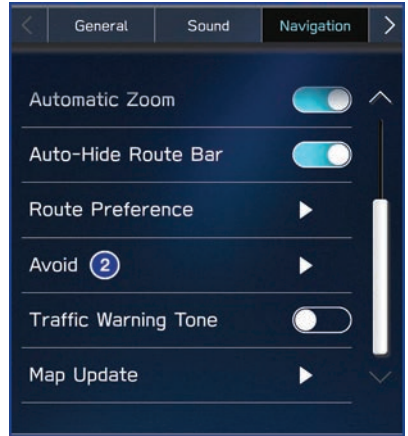 General Sound Navigation
Automatic Zoom
Auto-Hide Route Bar
Route Preference
Avoid 2
Traffic Warning Tone
Map Update